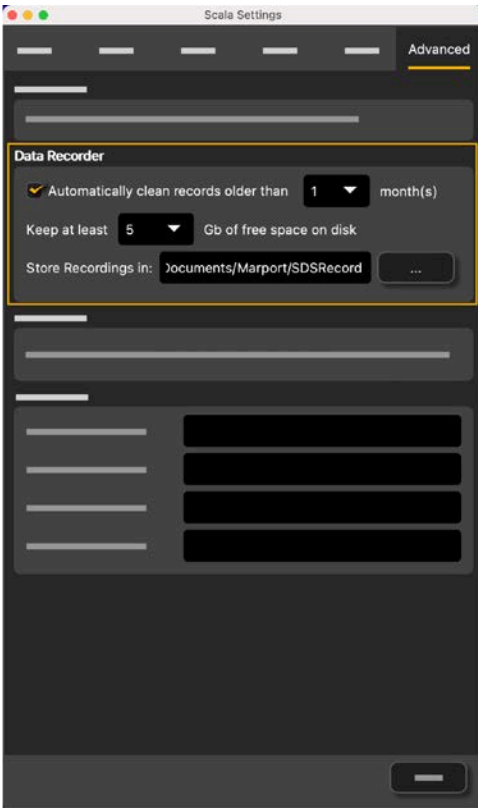 Scala Settings
Advanced
Data Recorder
Automatically clean records older than 1 month(s)
Keep at least 5 Gb of free space on disk
Store Recordings in: Documents/Marport/SDSRecord ...